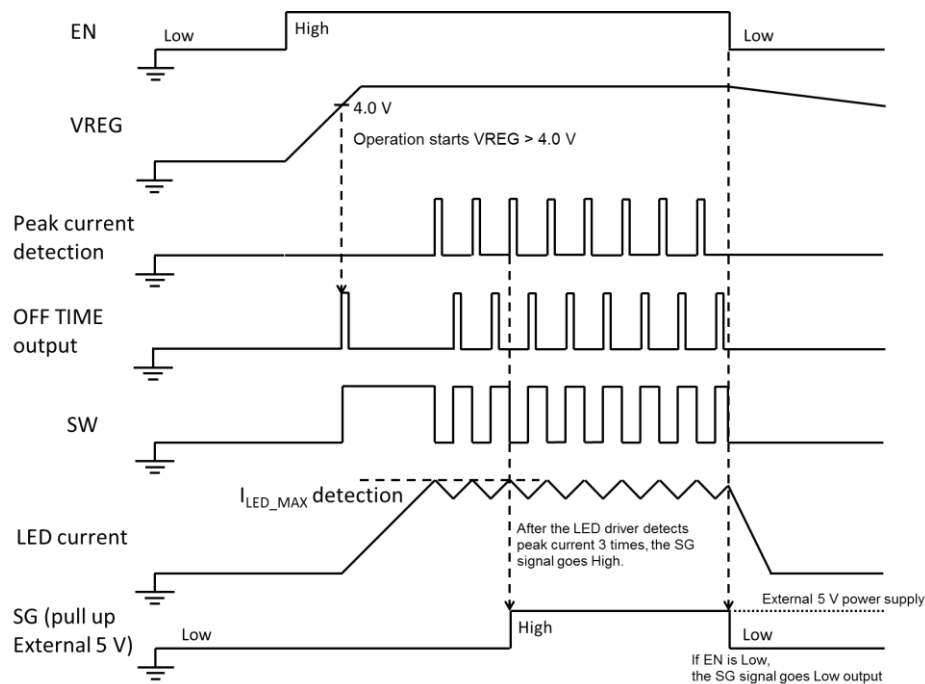 EN
Low
High
Low
VREG
4.0 V
Operation starts VREG > 4.0 V
Peak current
detection
OFF TIME
output
SW
ILED_MAX detection
LED current
After the LED driver detects
peak current 3 times, the SG
signal goes High.
SG (pull up
External 5 V)
Low
High
External 5 V power supply
Low
If EN is Low,
the SG signal goes Low output